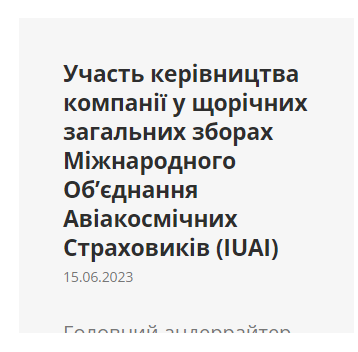 Участь керівництва
компанії у щорічних
загальних зборах
Міжнародного
Об’єднання
Авіакосмічних
Страховиків (IUAI)
15.06.2023
Головний андеррайтер